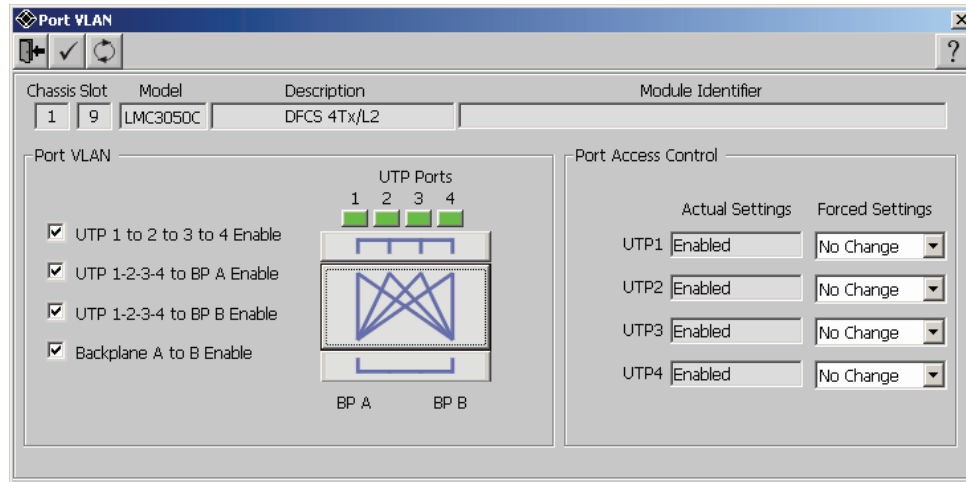 Port VLAN
?
Chassis Slot Model Description Module Identifier
1 9 LMC3050C DFCS 4Tx/L2
Port VLAN
UTP Ports
1 2 3 4
UTP 1 to 2 to 3 to 4 Enable
UTP 1-2-3-4 to BP A Enable
UTP 1-2-3-4 to BP B Enable
Backplane A to B Enable
BP A BP B
Port Access Control
Actual Settings Forced Settings
UTP1 Enabled No Change
UTP2 Enabled No Change
UTP3 Enabled No Change
UTP4 Enabled No Change